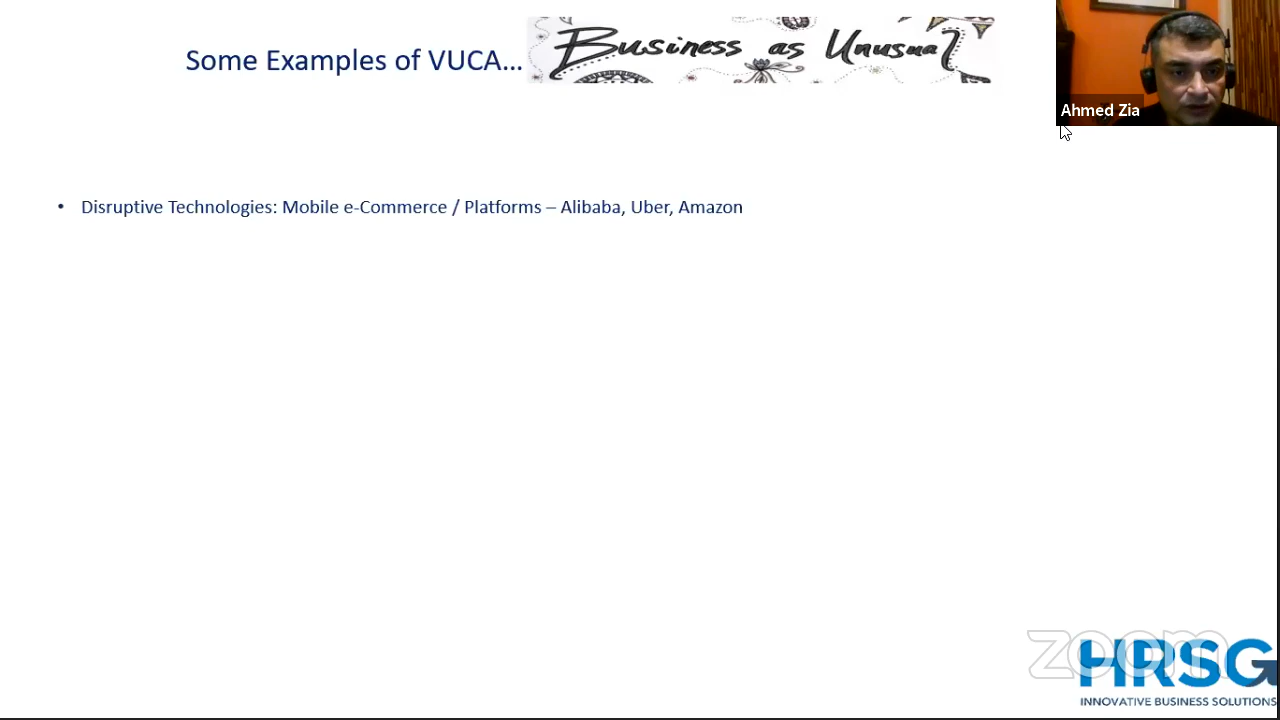 Some Examples of VUCA...
Business as Unusual
Ahmed Zia
• Disruptive Technologies: Mobile e-Commerce / Platforms – Alibaba, Uber, Amazon
zoom
HRSG
INNOVATIVE BUSINESS SOLUTIONS